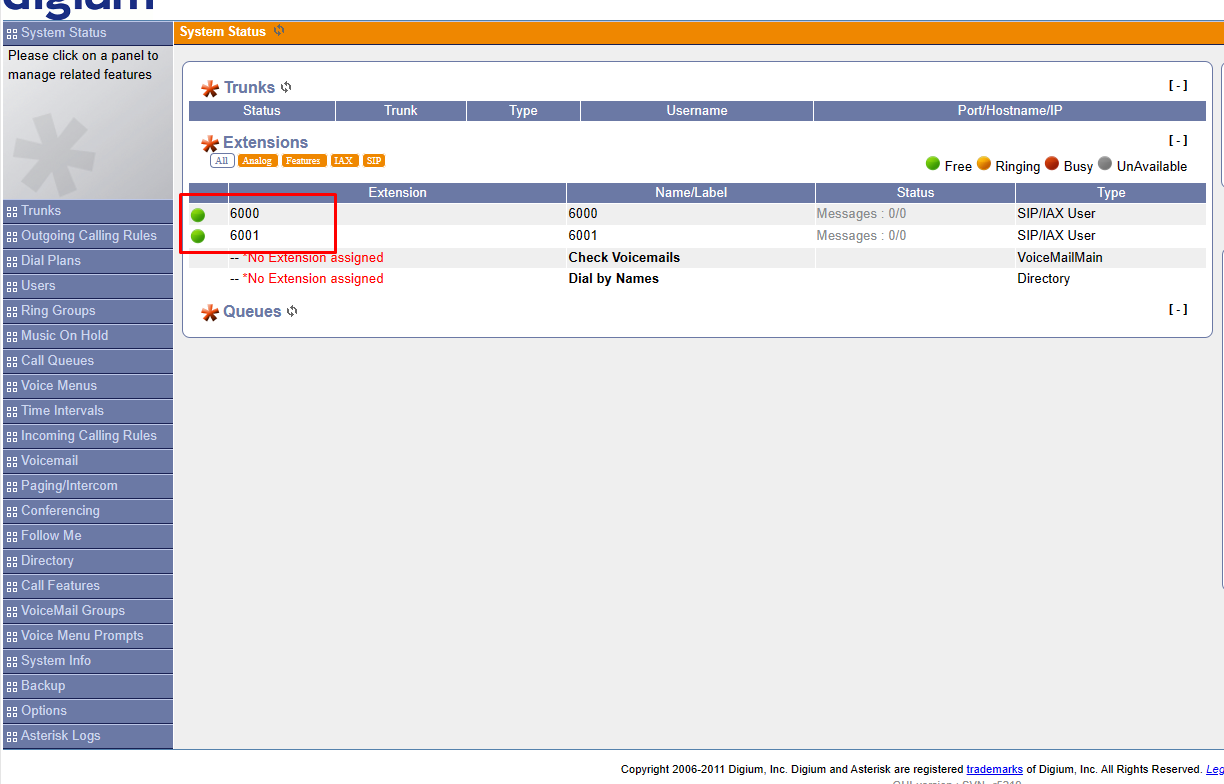 digium
System Status
System Status
Please click on a panel to
manage related features
Trunks
Outgoing Calling Rules
Dial Plans
Users
Ring Groups
Music On Hold
Call Queues
Voice Menus
Time Intervals
Incoming Calling Rules
Voicemail
Paging/Intercom
Conferencing
Follow Me
Directory
Call Features
VoiceMail Groups
Voice Menu Prompts
System Info
Backup
Options
Asterisk Logs
Trunks [ - ]
Status Trunk Type Username Port/Hostname/IP
Extensions [ - ]
All Analog Features IAX SIP
Free Ringing Busy UnAvailable
Extension Name/Label Status Type
6000 6000 Messages : 0/0 SIP/IAX User
6001 6001 Messages : 0/0 SIP/IAX User
-- *No Extension assigned Check Voicemails VoiceMailMain
-- *No Extension assigned Dial by Names Directory
Queues [ - ]
Copyright 2006-2011 Digium, Inc. Digium and Asterisk are registered trademarks of Digium, Inc. All Rights Reserved. Leg